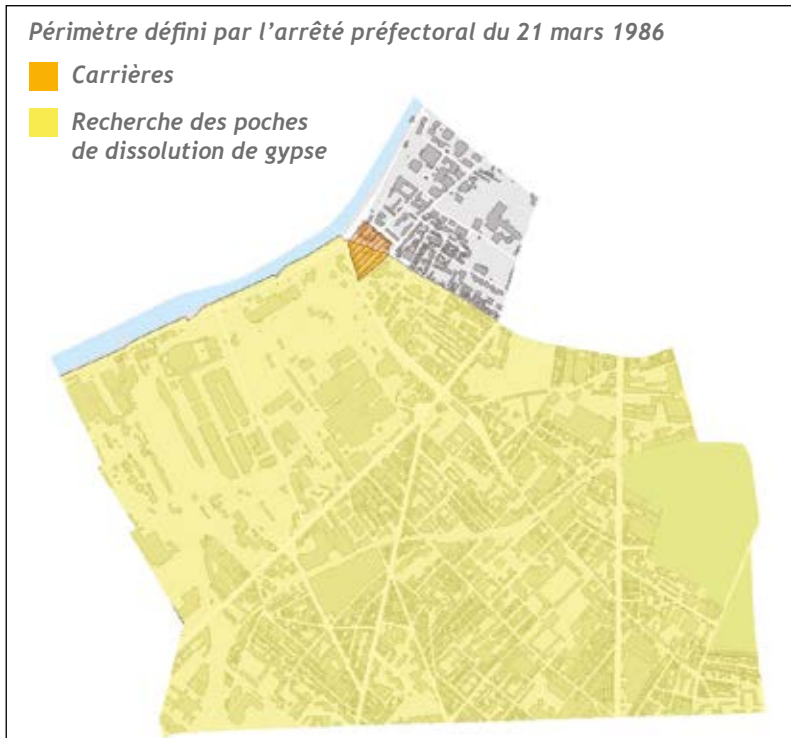 Périmètre défini par l’arrêté préfectoral du 21 mars 1986
Carrières
Recherche des poches
de dissolution de gypse